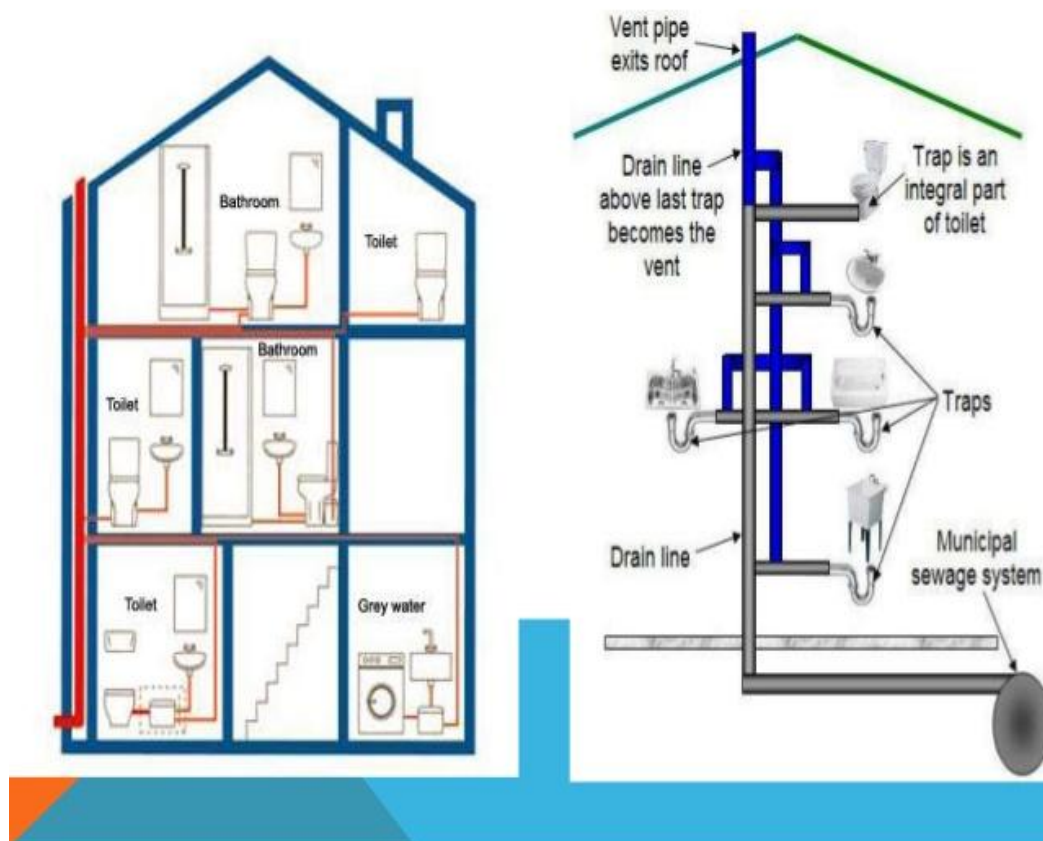 Bathroom
Toilet
Bathroom
Toilet
Toilet
Grey water
Vent pipe
exits roof
Drain line
above last trap
becomes the
vent
Trap is an
integral part
of toilet
Traps
Drain line
Municipal
sewage system